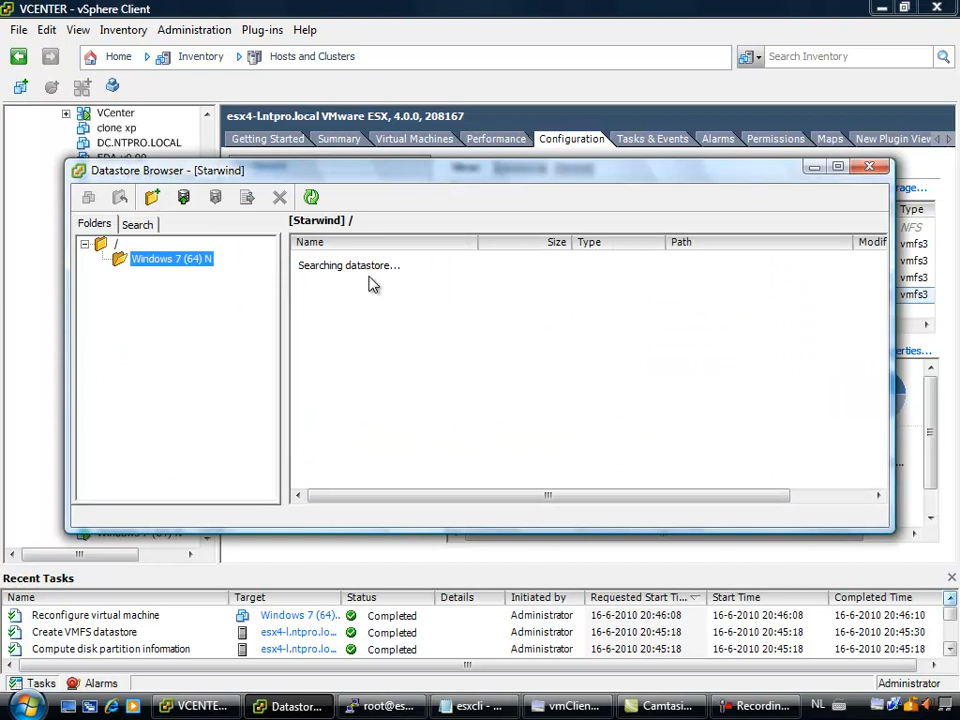 VCENTER - vSphere Client
File Edit View Inventory Administration Plug-ins Help
Home Inventory Hosts and Clusters Search Inventory
VCenter
clone xp
DC.NTPRO.LOCAL
esx4-l.ntpro.local VMware ESX, 4.0.0, 208167
Getting Started Summary Virtual Machines Performance Configuration Tasks & Events Alarms Permissions Maps New Plugin View
Datastore Browser - [Starwind]
Folders Search
[Starwind] /
Name Size Type Path Modif
/
Windows 7 (64) N
Searching datastore...
rage...
Type
NFS
vmfs3
vmfs3
vmfs3
vmfs3
erties...
Recent Tasks
Name Target Status Details Initiated by Requested Start Ti... Start Time Completed Time
Reconfigure virtual machine Windows 7 (64).. Completed Administrator 16-6-2010 20:46:08 16-6-2010 20:46:08 16-6-2010 20:46:10
Create VMFS datastore esx4-l.ntpro.lo... Completed Administrator 16-6-2010 20:45:18 16-6-2010 20:45:18 16-6-2010 20:45:30
Compute disk partition information esx4-l.ntpro.lo... Completed Administrator 16-6-2010 20:45:18 16-6-2010 20:45:18 16-6-2010 20:45:18
Tasks Alarms Administrator
VCENTE... Datastor... root@es... esxcli - ... vmClien... Camtasi... Recordin... NL 20:46